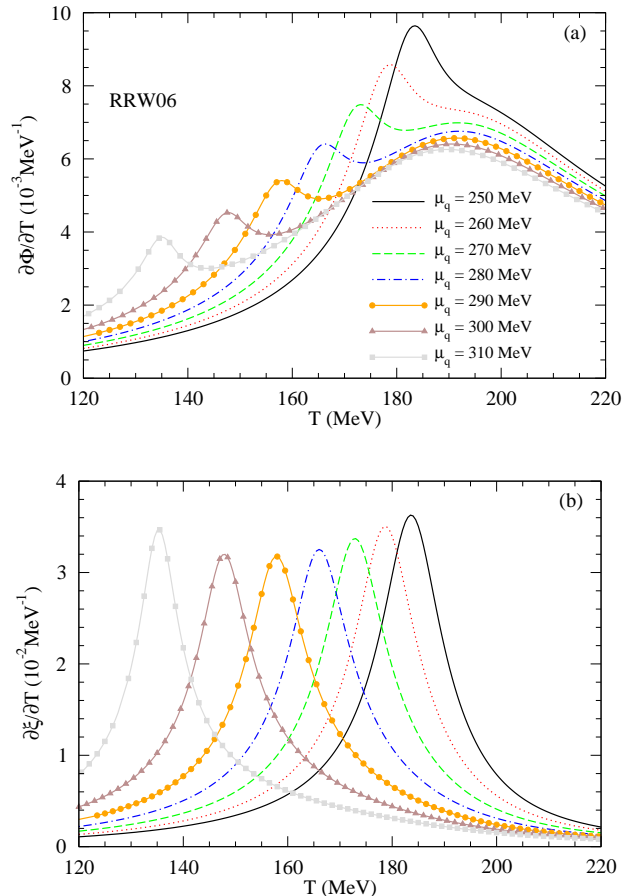 10
(a)
RRW06
8
6
4
2
0
∂Φ/∂T (10⁻³MeV⁻¹)
μq = 250 MeV
μq = 260 MeV
μq = 270 MeV
μq = 280 MeV
μq = 290 MeV
μq = 300 MeV
μq = 310 MeV
120 140 160 180 200 220
T (MeV)
4
(b)
3
2
1
0
∂ξ/∂T (10⁻²MeV⁻¹)
120 140 160 180 200 220
T (MeV)